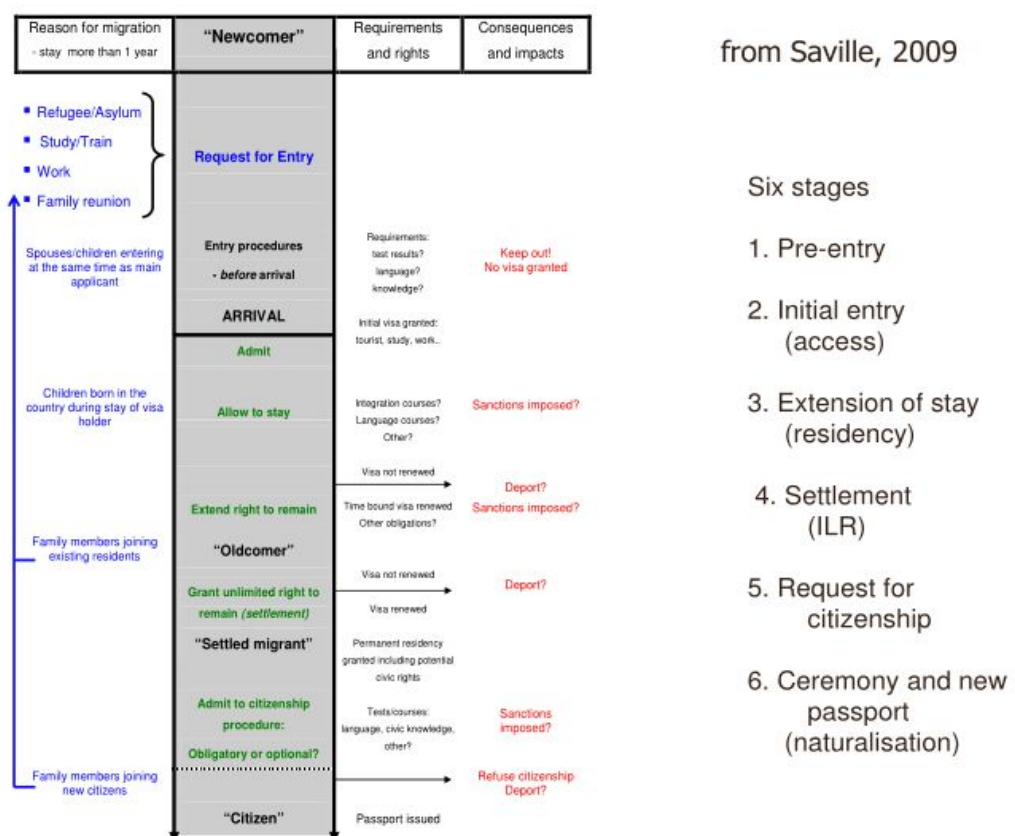 Reason for migration
- stay more than 1 year
“Newcomer”
Requirements
and rights
Consequences
and impacts
from Saville, 2009
▪ Refugee/Asylum
▪ Study/Train
▪ Work
▪ Family reunion
Request for Entry
Spouses/children entering
at the same time as main
applicant
Entry procedures
- before arrival
Requirements:
test results?
language?
knowledge?
Keep out!
No visa granted
ARRIVAL
Initial visa granted:
tourist, study, work..
Admit
Children born in the
country during stay of visa
holder
Allow to stay
Integration courses?
Language courses?
Other?
Sanctions imposed?
Visa not renewed
Deport?
Extend right to remain
Time bound visa renewed
Other obligations?
Sanctions imposed?
Family members joining
existing residents
“Oldcomer”
Visa not renewed
Deport?
Grant unlimited right to
remain (settlement)
Visa renewed
“Settled migrant”
Permanent residency
granted including potential
civic rights
Admit to citizenship
procedure:
Obligatory or optional?
Tests/courses:
language, civic knowledge,
other?
Sanctions
imposed?
Family members joining
new citizens
Refuse citizenship
Deport?
“Citizen”
Passport issued
Six stages
1. Pre-entry
2. Initial entry
(access)
3. Extension of stay
(residency)
4. Settlement
(ILR)
5. Request for
citizenship
6. Ceremony and new
passport
(naturalisation)